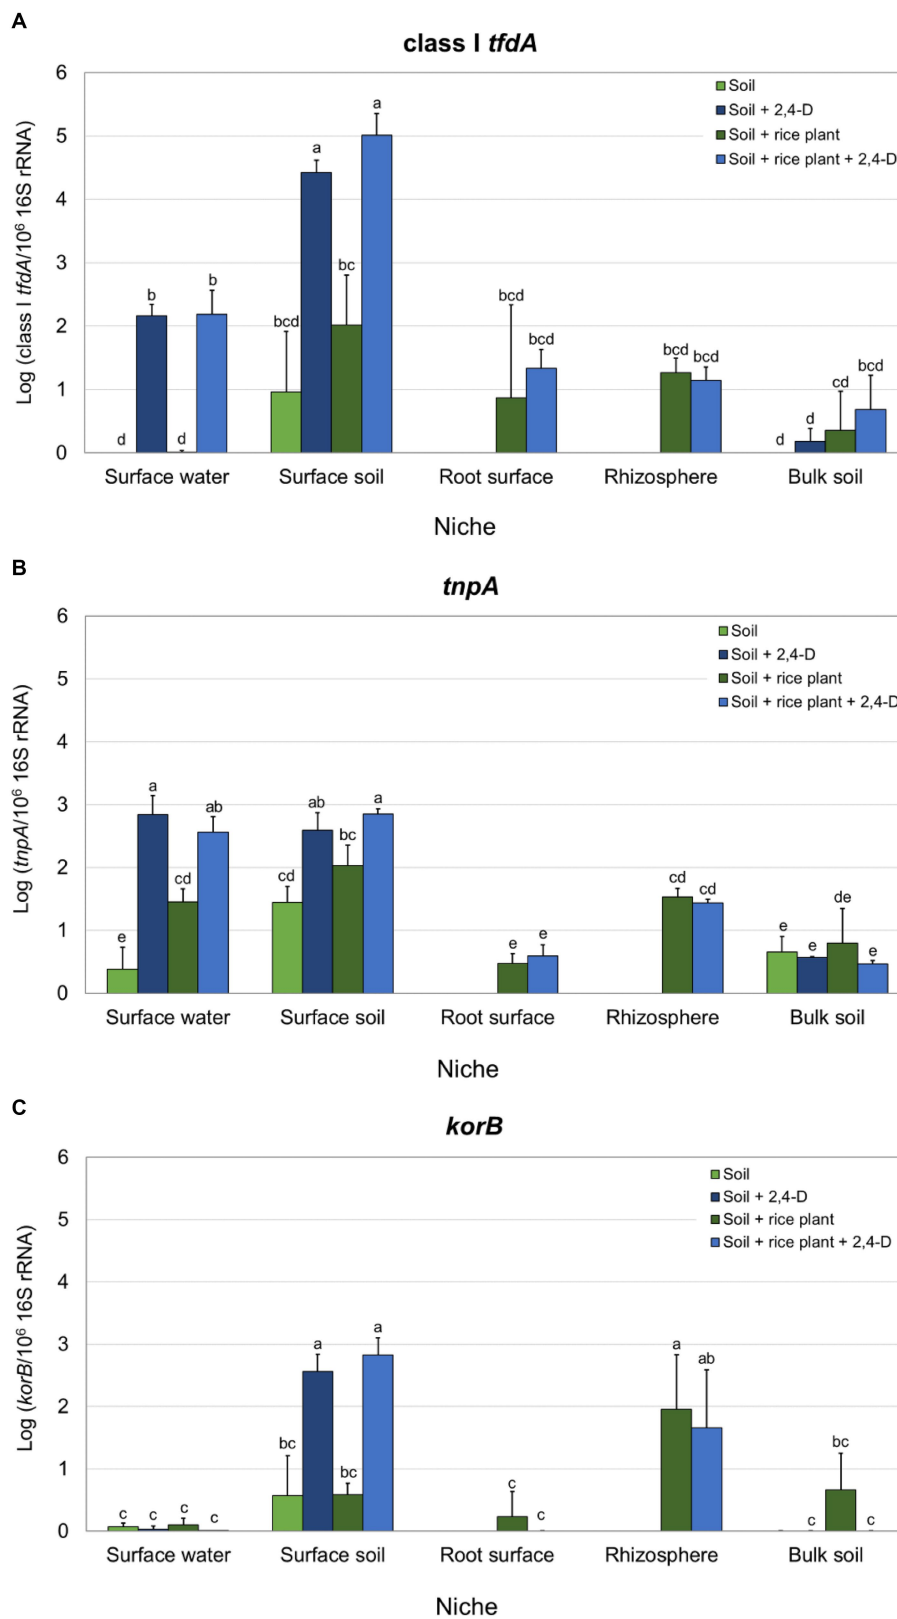 A
class I tfdA
6
5
4
3
2
1
0
Log (class I tfdA/10⁶ 16S rRNA)
Soil
Soil + 2,4-D
Soil + rice plant
Soil + rice plant + 2,4-D
d b d b
bcd a bc a
bcd bcd
bcd bcd
d d cd bcd
Surface water Surface soil Root surface Rhizosphere Bulk soil
Niche
B
tnpA
6
5
4
3
2
1
0
Log (tnpA/10⁶ 16S rRNA)
Soil
Soil + 2,4-D
Soil + rice plant
Soil + rice plant + 2,4-D
e a cd ab
cd ab bc a
e e
cd cd
e e de e
Surface water Surface soil Root surface Rhizosphere Bulk soil
Niche
C
korB
6
5
4
3
2
1
0
Log (korB/10⁶ 16S rRNA)
Soil
Soil + 2,4-D
Soil + rice plant
Soil + rice plant + 2,4-D
c c c c
bc a bc a
c c
a ab
c bc c
Surface water Surface soil Root surface Rhizosphere Bulk soil
Niche